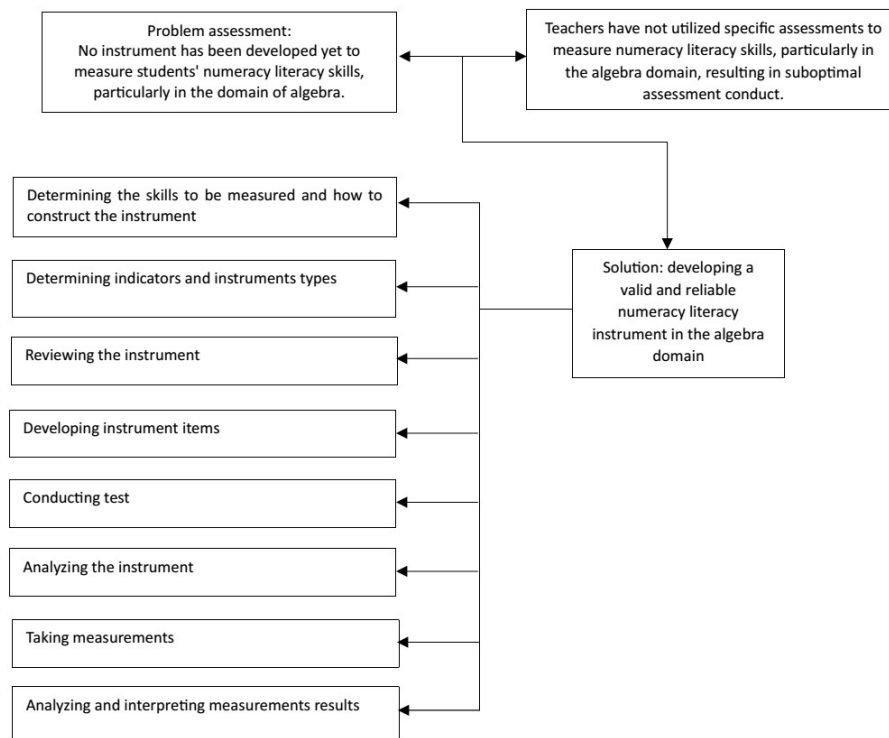 Problem assessment:
No instrument has been developed yet to
measure students' numeracy literacy skills,
particularly in the domain of algebra.
Teachers have not utilized specific assessments to
measure numeracy literacy skills, particularly in
the algebra domain, resulting in suboptimal
assessment conduct.
Determining the skills to be measured and how to
construct the instrument
Determining indicators and instruments types
Solution: developing a
valid and reliable
numeracy literacy
instrument in the algebra
domain
Reviewing the instrument
Developing instrument items
Conducting test
Analyzing the instrument
Taking measurements
Analyzing and interpreting measurements results